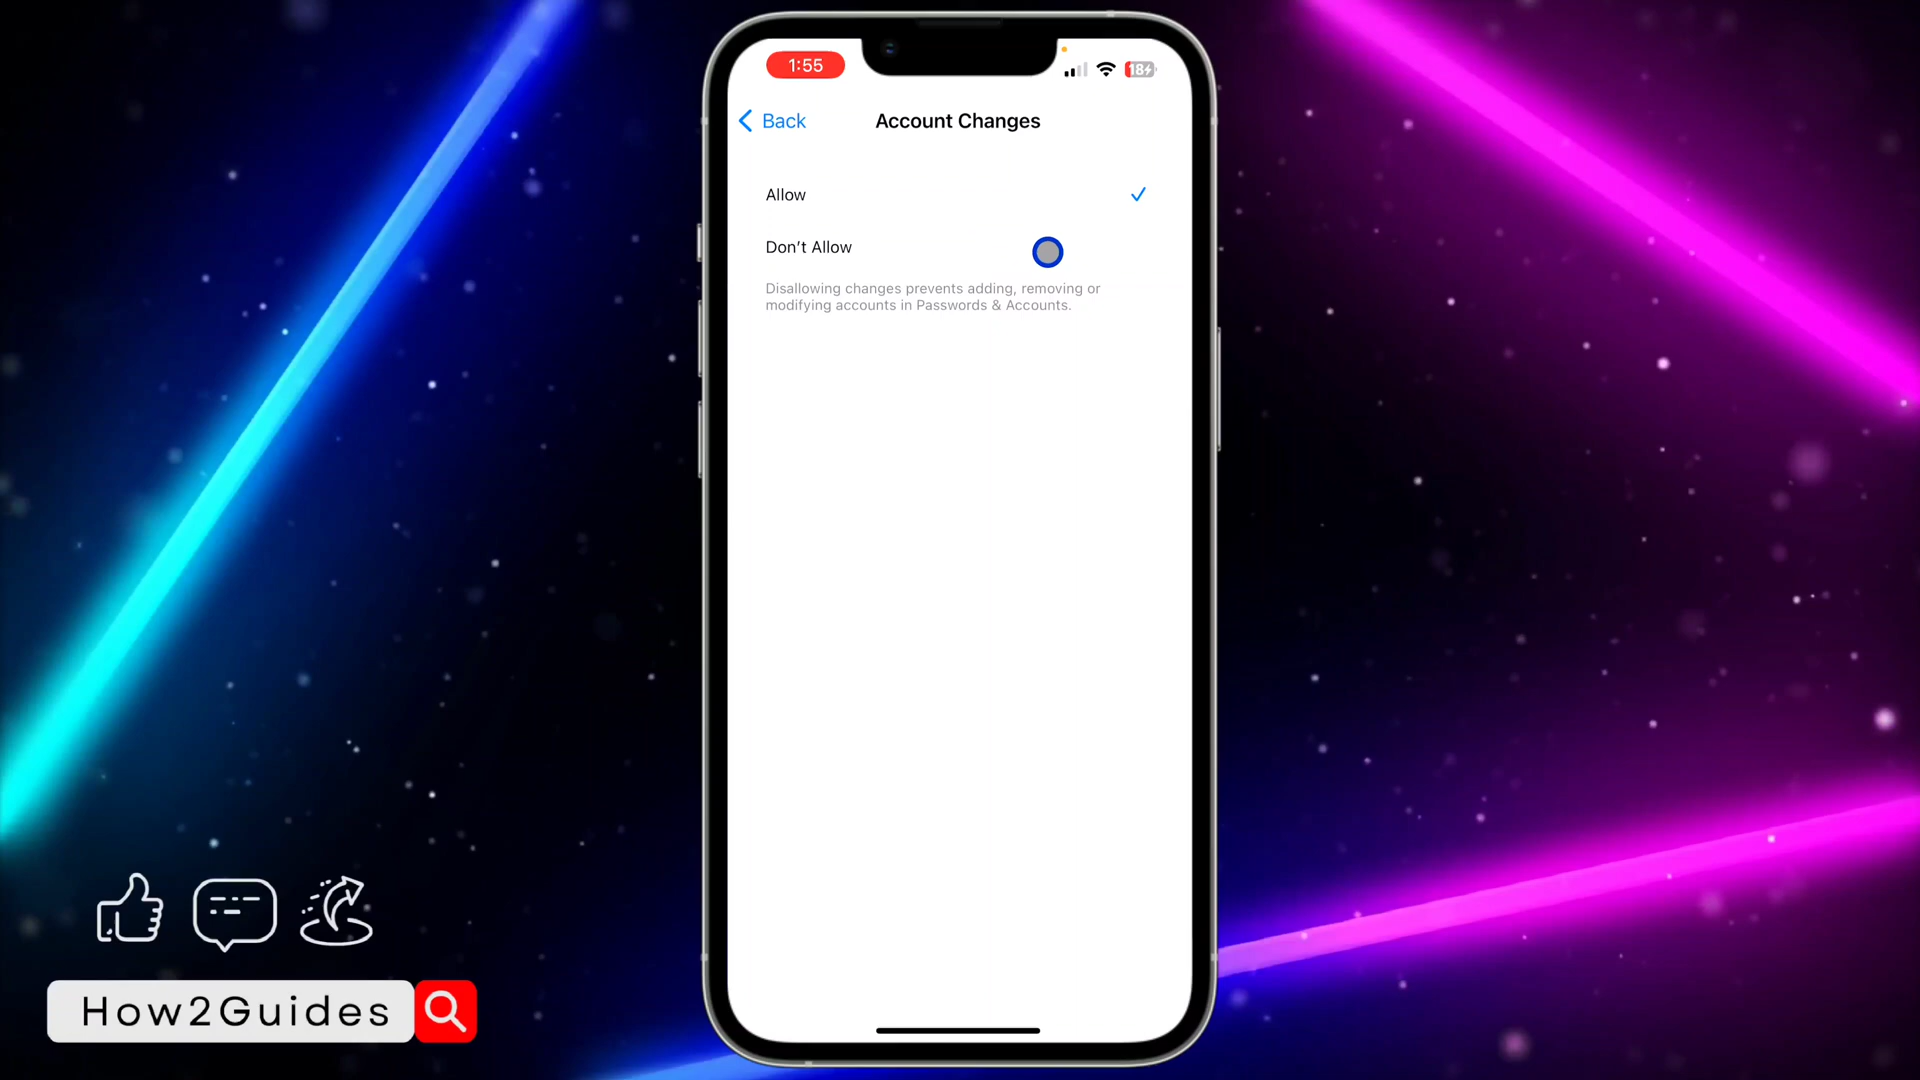 1:55
18
Back
Account Changes
Allow
Don't Allow
Disallowing changes prevents adding, removing or
modifying accounts in Passwords & Accounts.
How2Guides